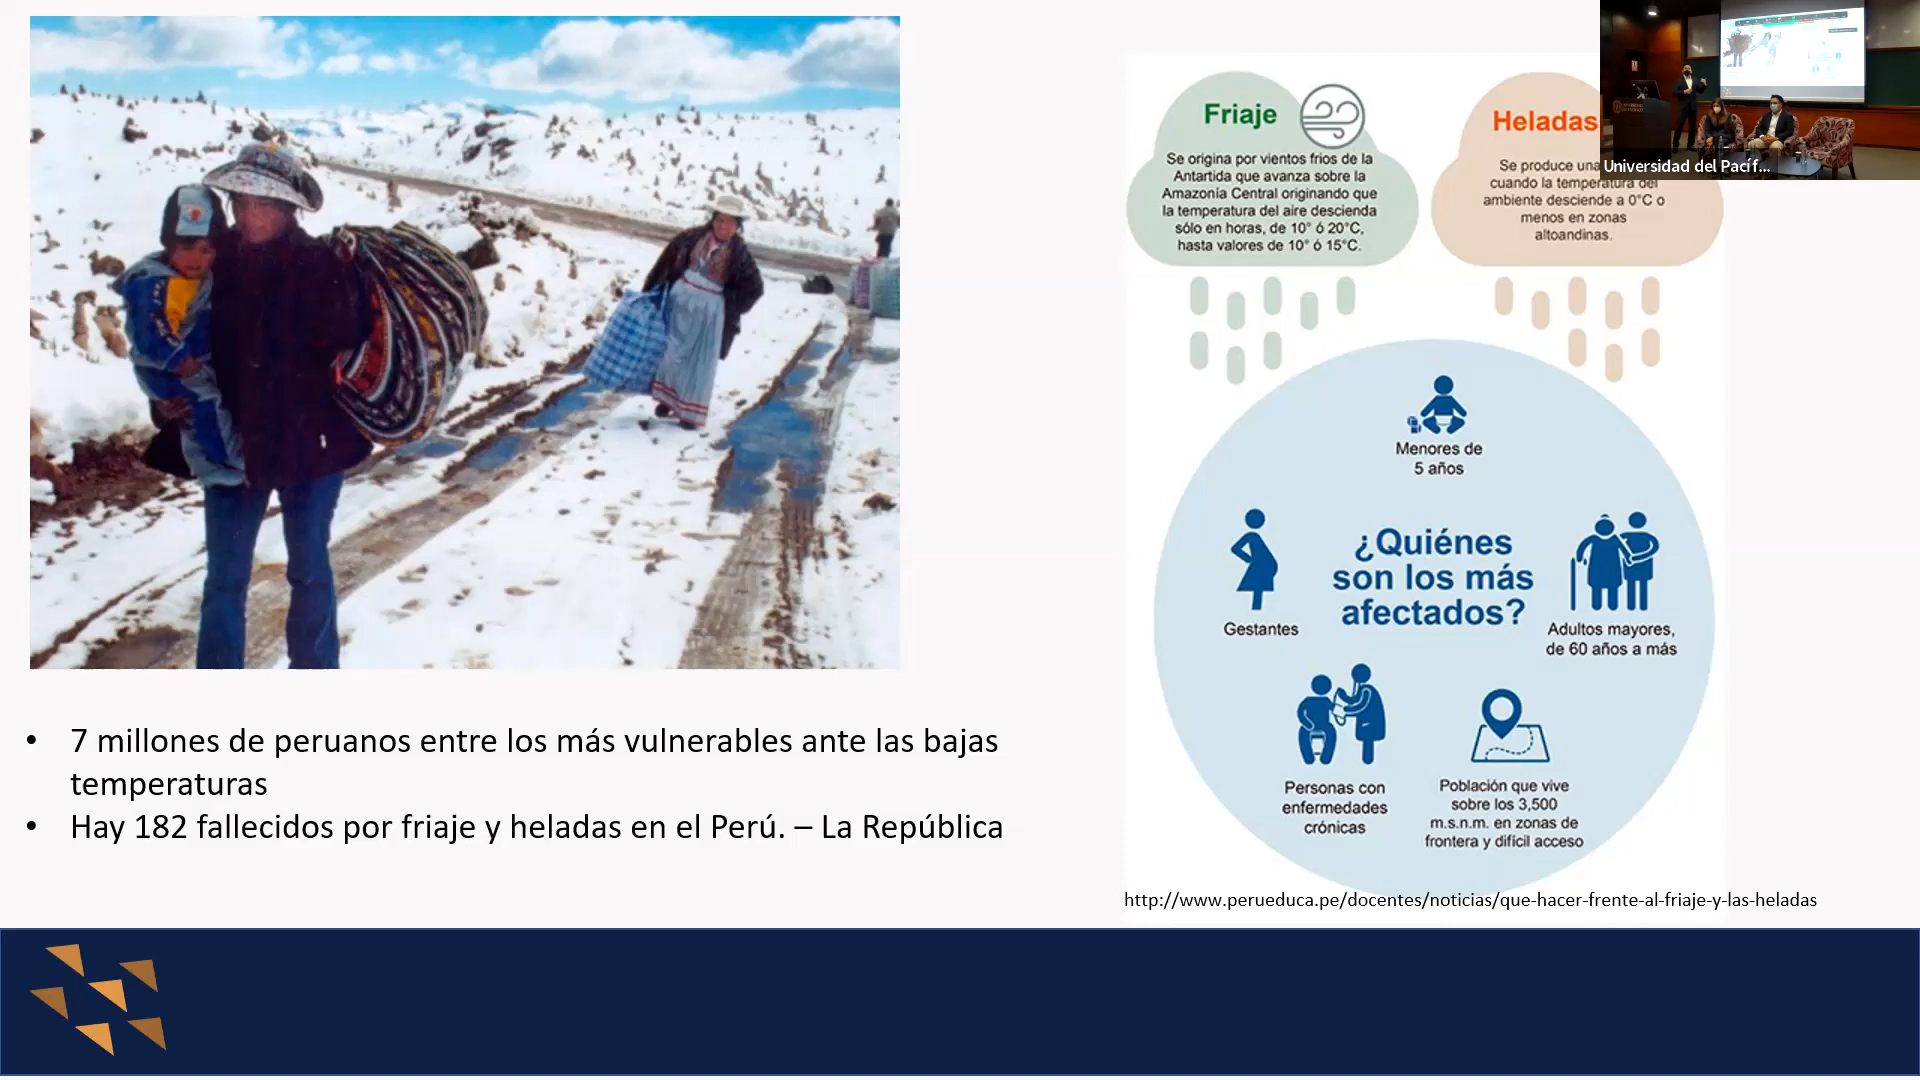 Friaje
Se origina por vientos frios de la
Antartida que avanza sobre la
Amazonía Central originando que
la temperatura del aire descienda
sólo en horas, de 10° ó 20°C,
hasta valores de 10° ó 15°C.
Heladas
Se produce una
cuando la temperatura del
ambiente desciende a 0°C o
menos en zonas
altoandinas.
Universidad del Pacíf...
Menores de
5 años
¿Quiénes
son los más
afectados?
Gestantes
Adultos mayores,
de 60 años a más
Personas con
enfermedades
crónicas
Población que vive
sobre los 3,500
m.s.n.m. en zonas de
frontera y difícil acceso
• 7 millones de peruanos entre los más vulnerables ante las bajas
temperaturas
• Hay 182 fallecidos por friaje y heladas en el Perú. – La República
http://www.perueduca.pe/docentes/noticias/que-hacer-frente-al-friaje-y-las-heladas